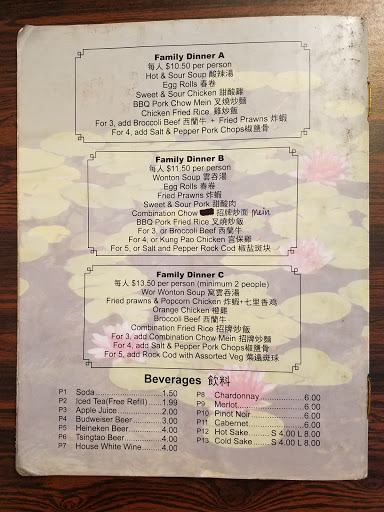 Family Dinner A
每人 $10.50 per person
Hot & Sour Soup 酸辣湯
Egg Rolls 春卷
Sweet & Sour Chicken 甜酸雞
BBQ Pork Chow Mein 叉燒炒麵
Chicken Fried Rice 雞炒飯
For 3, add Broccoli Beef 西蘭牛 + Fried Prawns 炸蝦
For 4, add Salt & Pepper Pork Chops椒鹽骨
Family Dinner B
每人 $11.50 per person
Wonton Soup 雲吞湯
Egg Rolls 春卷
Fried Prawns 炸蝦
Sweet & Sour Pork 甜酸肉
Combination Chow 招牌炒面 mein
BBQ Pork Fried Rice 叉燒炒飯
For 3, or Broccoli Beef 西蘭牛
For 4, or Kung Pao Chicken 宮保雞
For 5, or Salt and Pepper Rock Cod 椒鹽斑块
Family Dinner C
每人 $13.50 per person (minimum 2 people)
Wor Wonton Soup 窩雲吞湯
Fried prawns & Popcorn Chicken 炸蝦+七里香鸡
Orange Chicken 橙雞
Broccoli Beef 西蘭牛
Combination Fried Rice 招牌炒飯
For 3, add Combination Chow Mein 招牌炒麵
For 4, add Salt & Pepper Pork Chops椒鹽骨
For 5, add Rock Cod with Assorted Veg 菜遠斑球
Beverages 飲料
P1 Soda 1.50
P2 Iced Tea(Free Refill) 1.99
P3 Apple Juice 2.00
P4 Budweiser Beer 3.00
P5 Heineken Beer 4.00
P6 Tsingtao Beer 4.00
P7 House White Wine 4.00
P8 Chardonnay 6.00
P9 Merlot 6.00
P10 Pinot Noir 6.00
P11 Cabernet 6.00
P12 Hot Sake S 4.00 L 8.00
P13 Cold Sake S 4.00 L 8.00